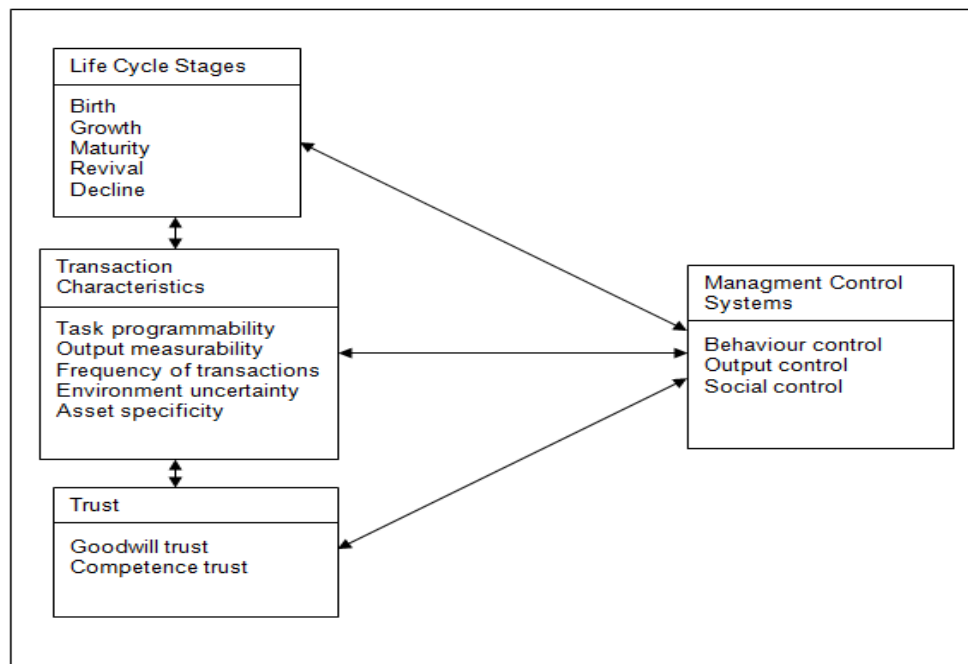 Life Cycle Stages
Birth
Growth
Maturity
Revival
Decline
Transaction
Characteristics
Task programmability
Output measurability
Frequency of transactions
Environment uncertainty
Asset specificity
Trust
Goodwill trust
Competence trust
Managment Control
Systems
Behaviour control
Output control
Social control